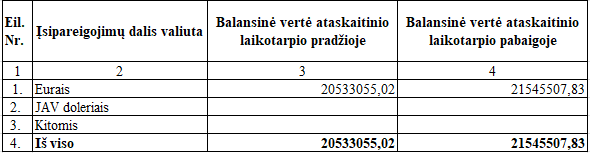 Eil. Nr. Įsipareigojimų dalis valiuta Balansinė vertė ataskaitinio laikotarpio pradžioje Balansinė vertė ataskaitinio laikotarpio pabaigoje
1 2 3 4
1. Eurais 20533055,02 21545507,83
2. JAV doleriais
3. Kitomis
4. Iš viso 20533055,02 21545507,83